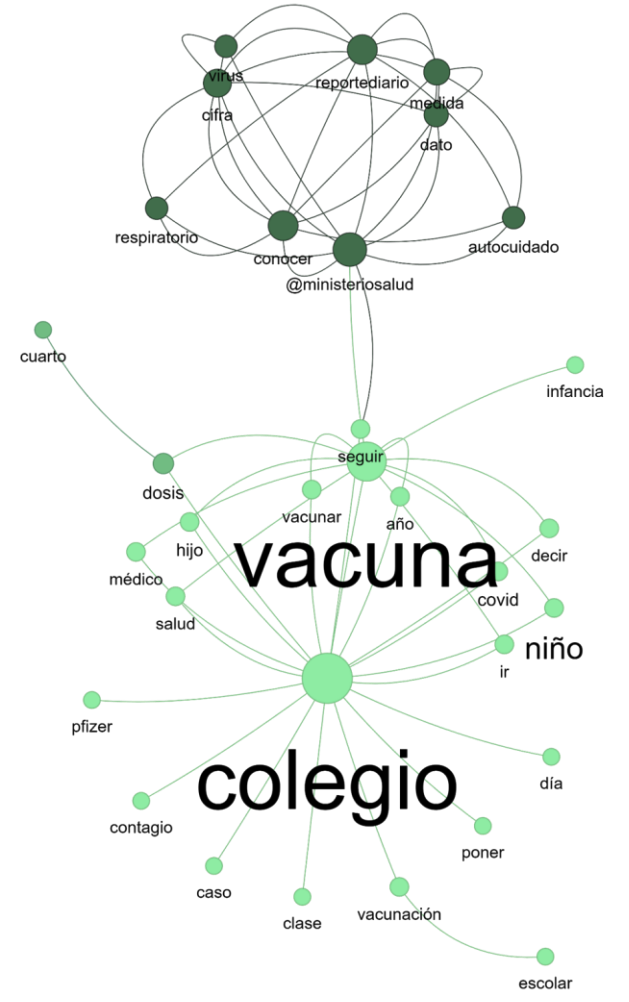 virus
reportediario
medida
cifra
dato
respiratorio
autocuidado
conocer
@ministeriosalud
cuarto
infancia
seguir
dosis
vacunar
año
hijo
decir
vacuna
médico
covid
salud
niño
ir
pfizer
colegio
día
contagio
poner
caso
clase
vacunación
escolar